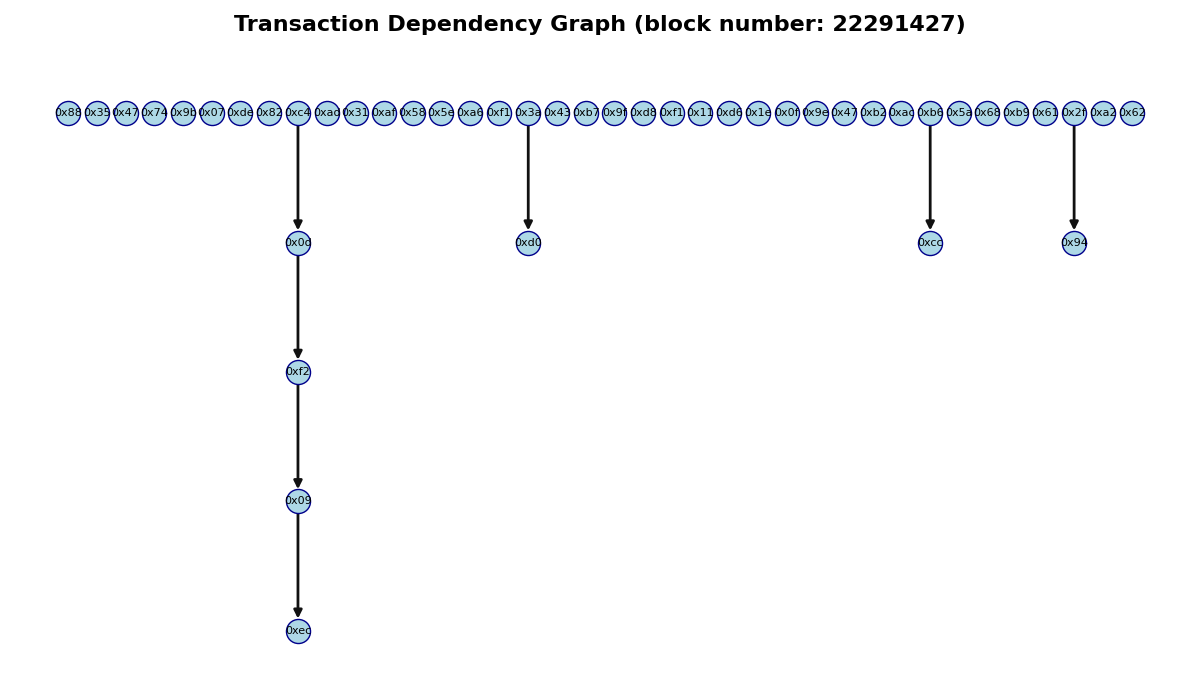 Transaction Dependency Graph (block number: 22291427)
0x88 0x35 0x47 0x74 0x9b 0x07 0xde 0x82 0xc4 0xad 0x31 0xaf 0x58 0x5e 0xa6 0xf1 0x3a 0x43 0xb7 0x9f 0xd8 0xf1 0x11 0xd6 0x1e 0x0f 0x9e 0x47 0xb2 0xac 0xb6 0x5a 0x68 0xb9 0x61 0x2f 0xa2 0x62
0x0d 0xd0 0xcc 0x94
0xf2
0x09
0xec